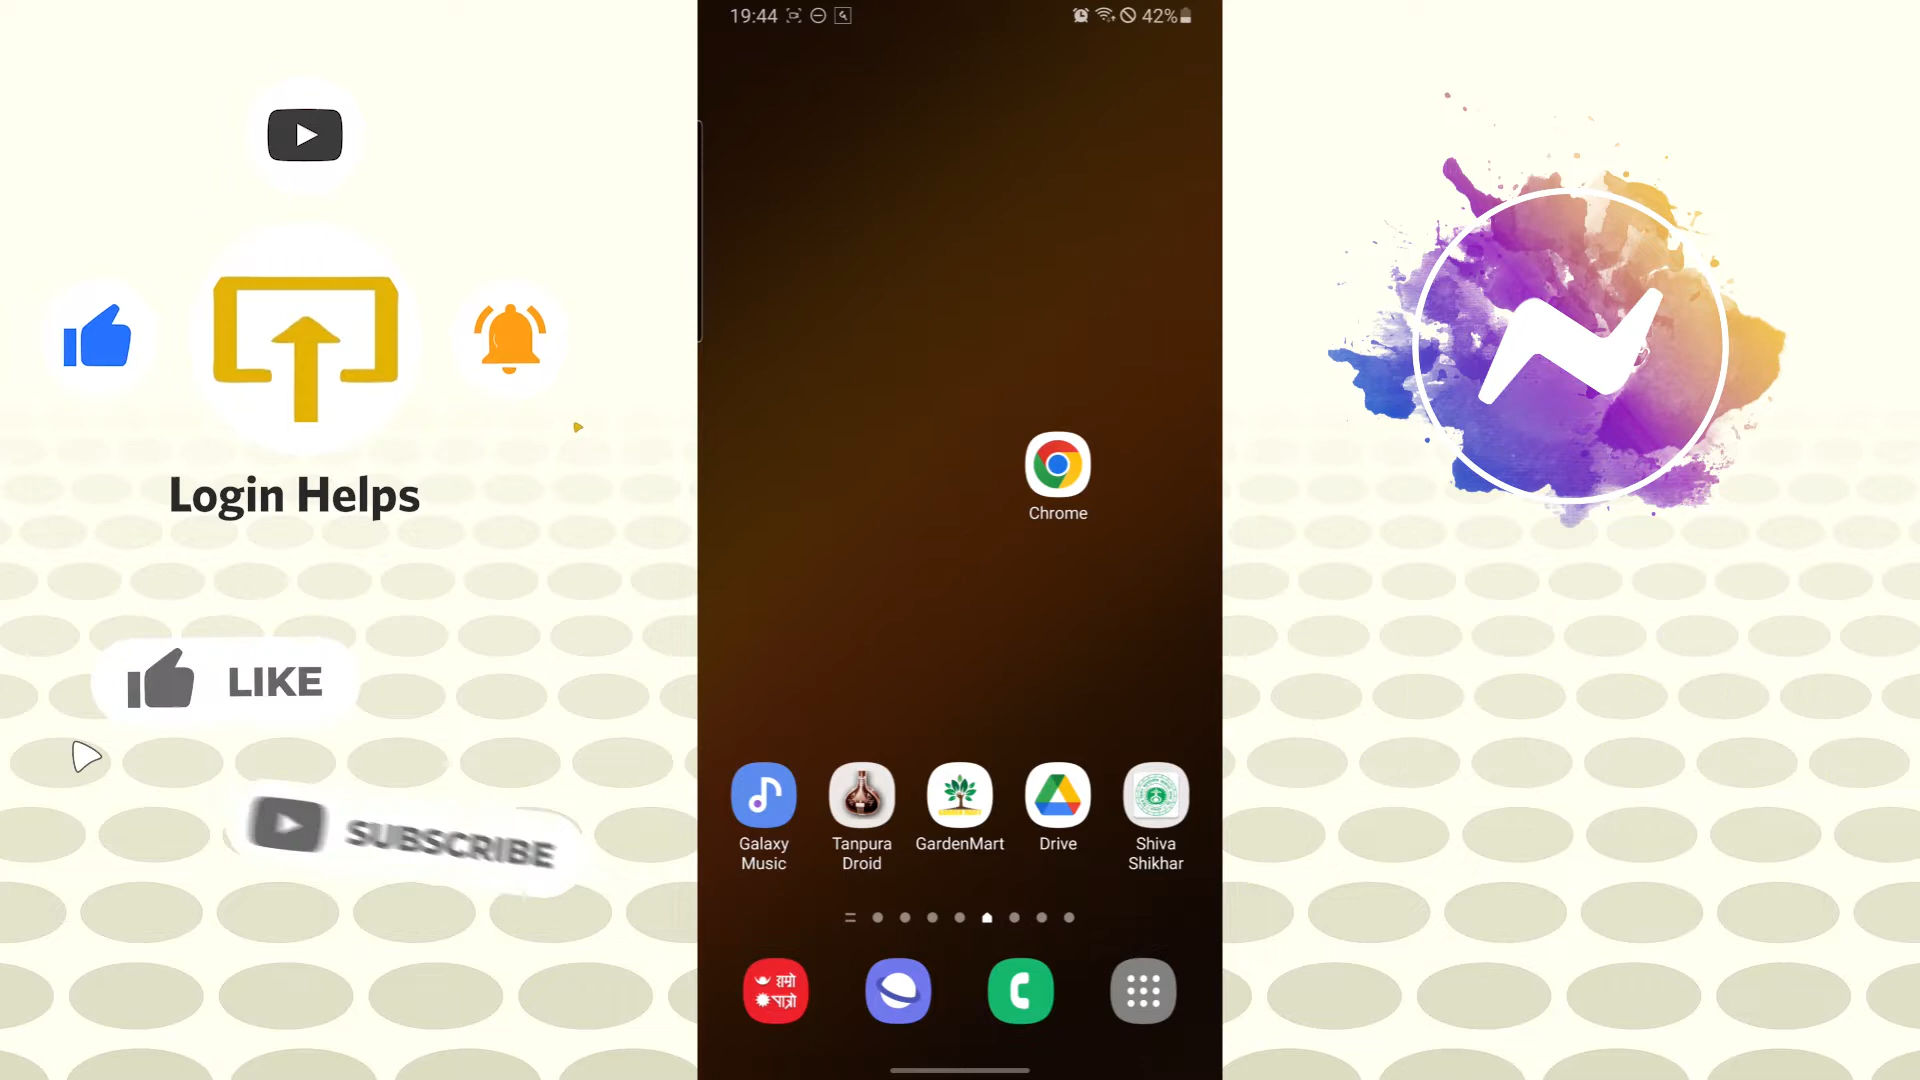 19:44
42%
Login Helps
Chrome
LIKE
SUBSCRIBE
Galaxy
Music
Tanpura
Droid
GardenMart
Drive
Shiva
Shikhar
हाम्रो
पात्रो